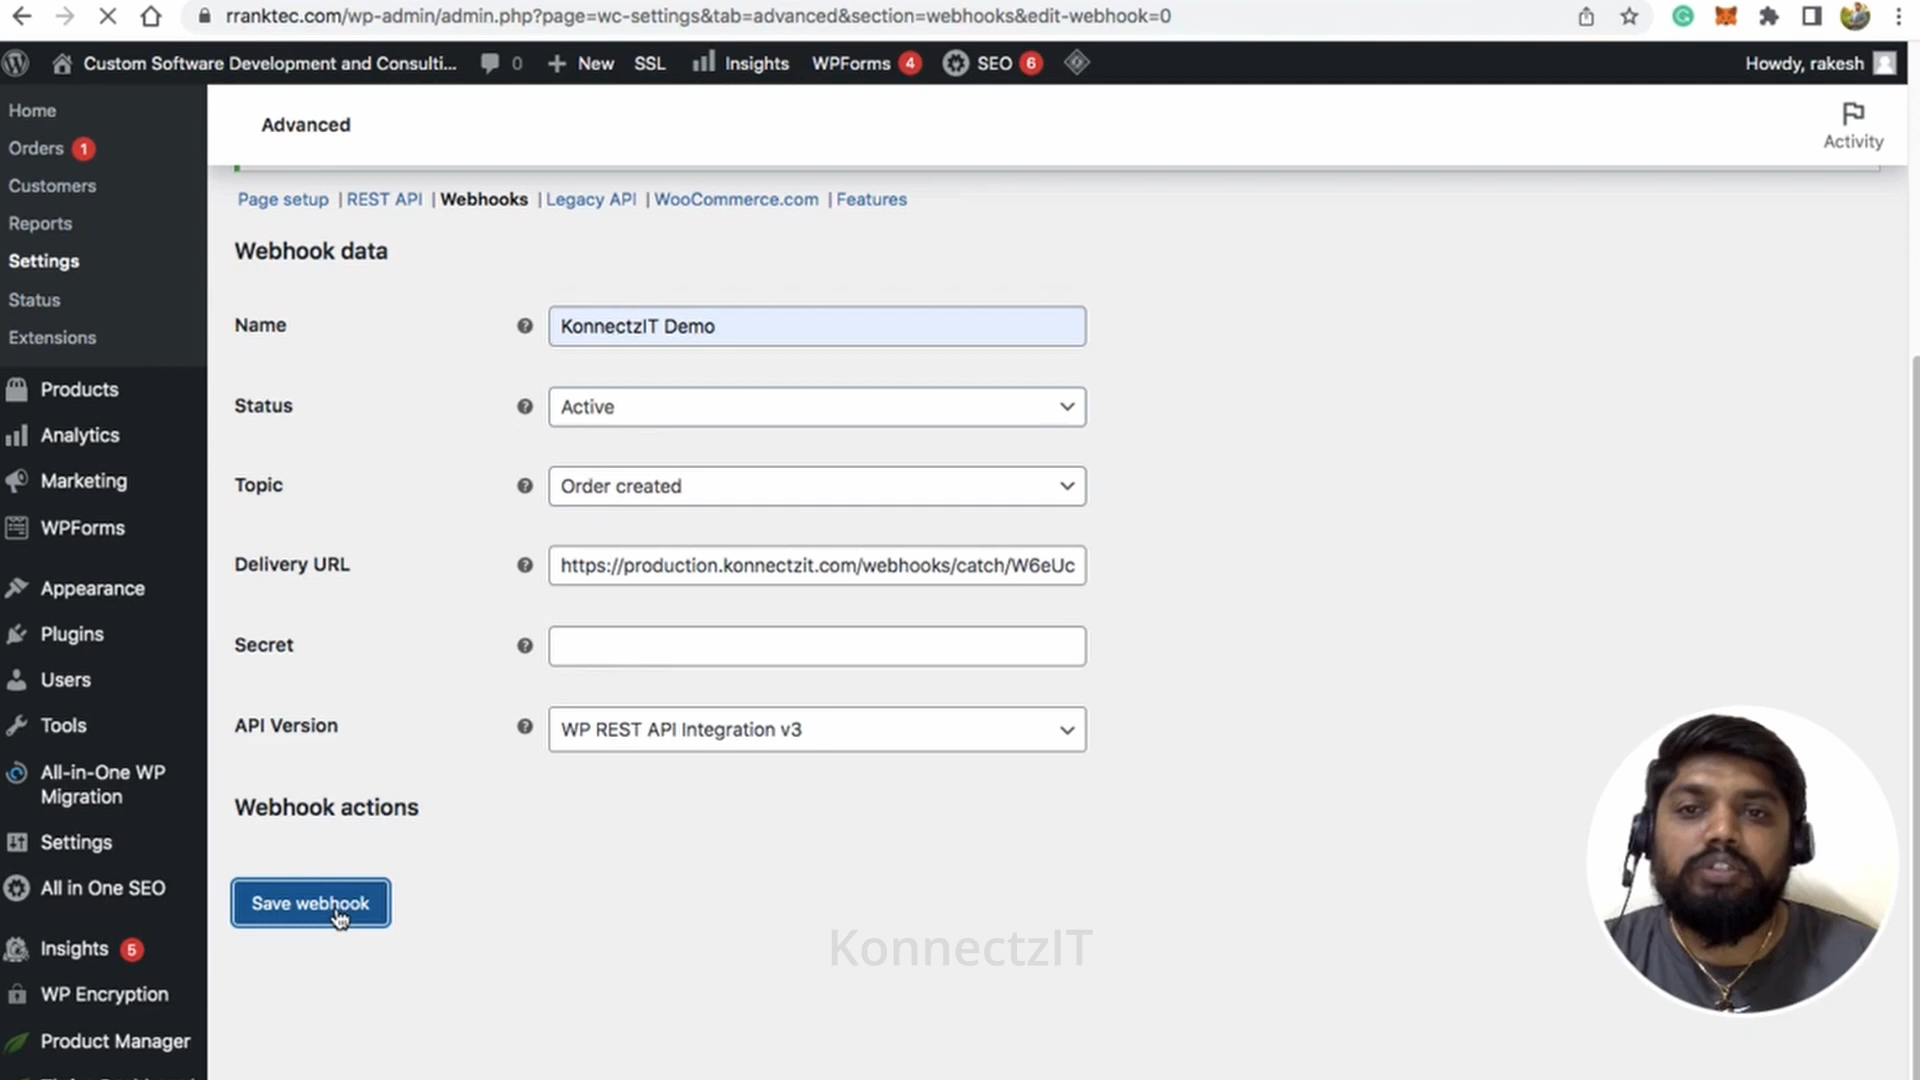 rranktec.com/wp-admin/admin.php?page=wc-settings&tab=advanced&section=webhooks&edit-webhook=0
Custom Software Development and Consulti... 0 New SSL Insights WPForms 4 SEO 6 Howdy, rakesh
Home
Orders 1
Customers
Reports
Settings
Status
Extensions
Products
Analytics
Marketing
WPForms
Appearance
Plugins
Users
Tools
All-in-One WP
Migration
Settings
All in One SEO
Insights 5
WP Encryption
Product Manager
Advanced
Activity
Page setup | REST API | Webhooks | Legacy API | WooCommerce.com | Features
Webhook data
Name KonnectzIT Demo
Status Active
Topic Order created
Delivery URL https://production.konnectzit.com/webhooks/catch/W6eUc
Secret
API Version WP REST API Integration v3
Webhook actions
Save webhook
KonnectzIT